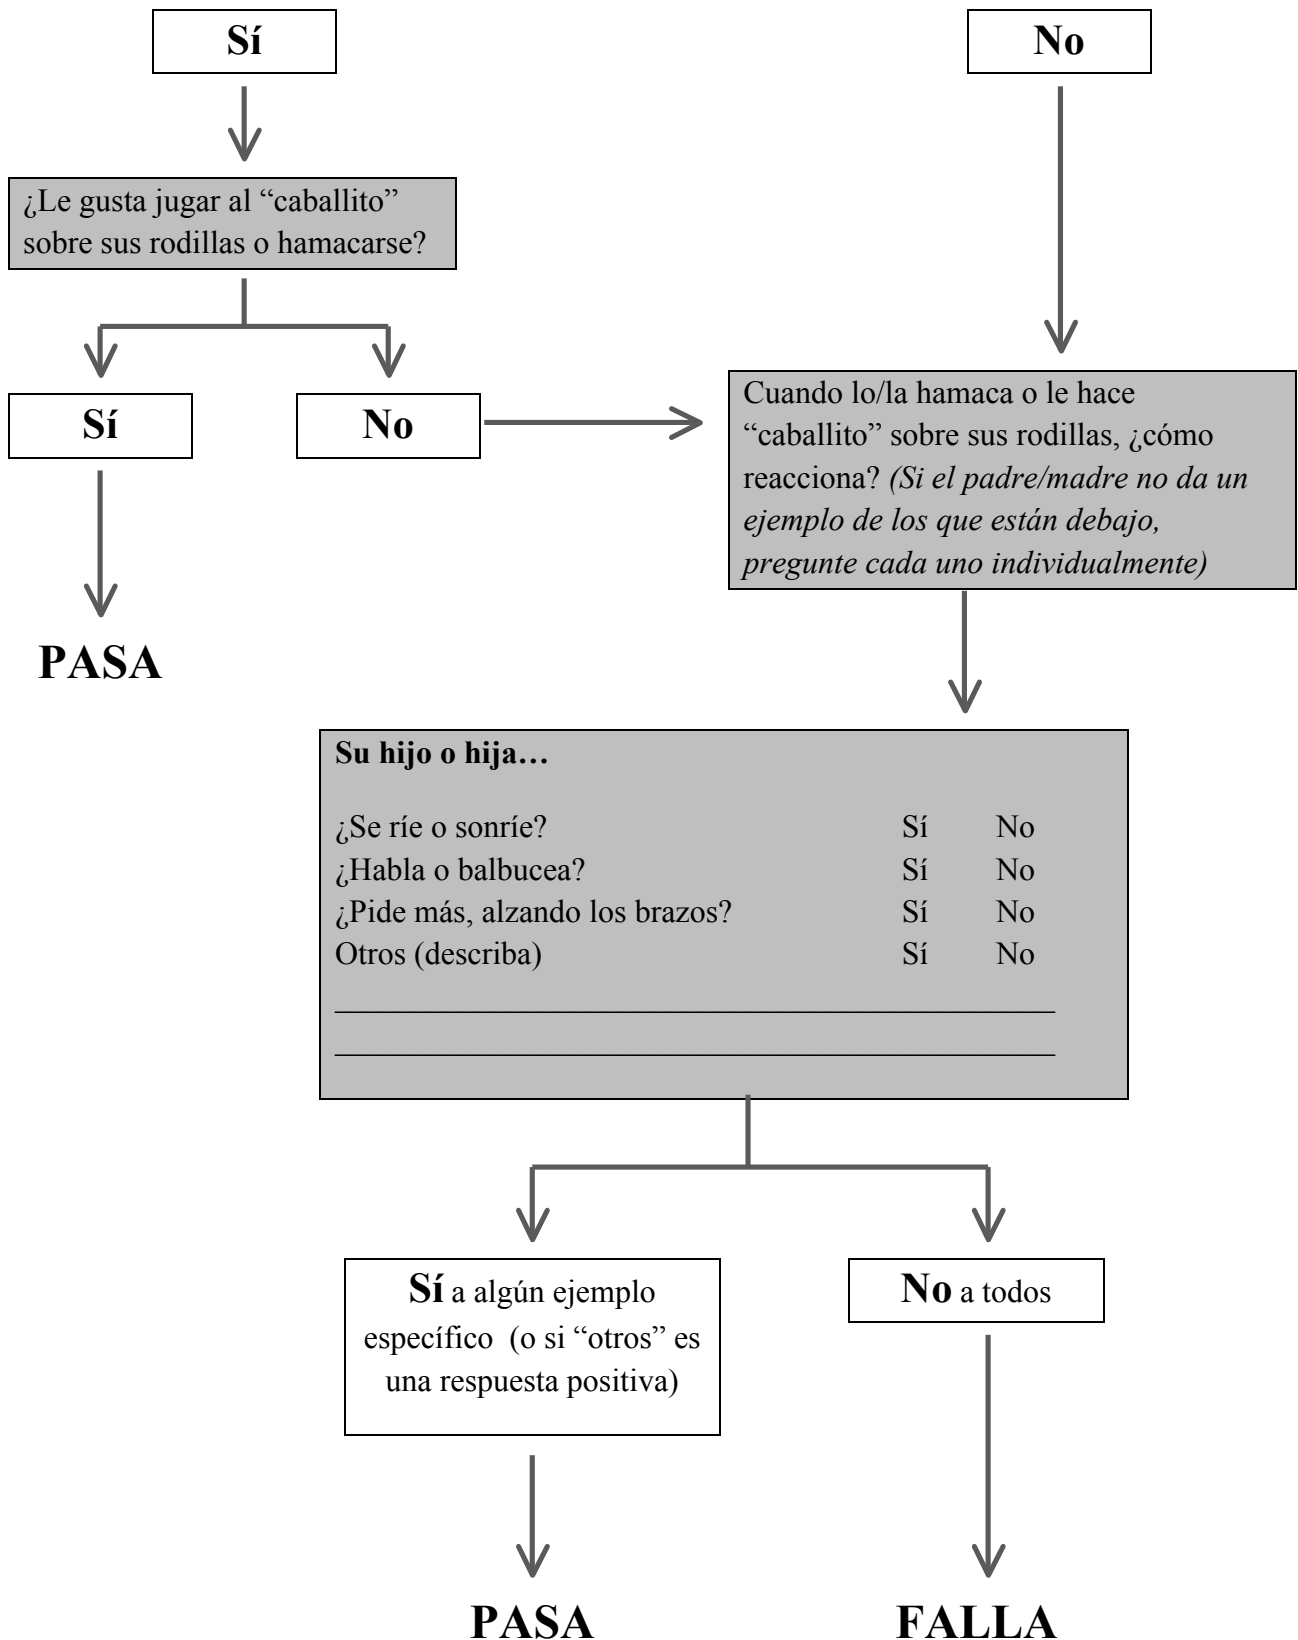 Sí
No
¿Le gusta jugar al “caballito”
sobre sus rodillas o hamacarse?
Sí
No
Cuando lo/la hamaca o le hace
“caballito” sobre sus rodillas, ¿cómo
reacciona? (Si el padre/madre no da un
ejemplo de los que están debajo,
pregunte cada uno individualmente)
PASA
Su hijo o hija…
¿Se ríe o sonríe? Sí No
¿Habla o balbucea? Sí No
¿Pide más, alzando los brazos? Sí No
Otros (describa) Sí No
Sí a algún ejemplo
específico (o si “otros” es
una respuesta positiva)
No a todos
PASA
FALLA